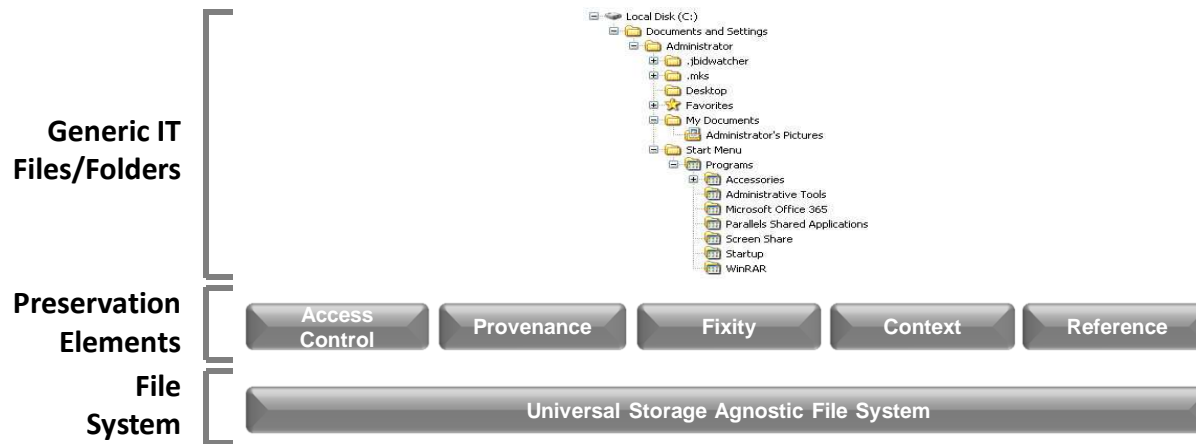 Generic IT
Files/Folders
Local Disk (C:)
Documents and Settings
Administrator
.jbidwatcher
.mks
Desktop
Favorites
My Documents
Administrator's Pictures
Start Menu
Programs
Accessories
Administrative Tools
Microsoft Office 365
Parallels Shared Applications
Screen Share
Startup
WinRAR
Preservation
Elements
Access
Control
Provenance
Fixity
Context
Reference
File
System
Universal Storage Agnostic File System